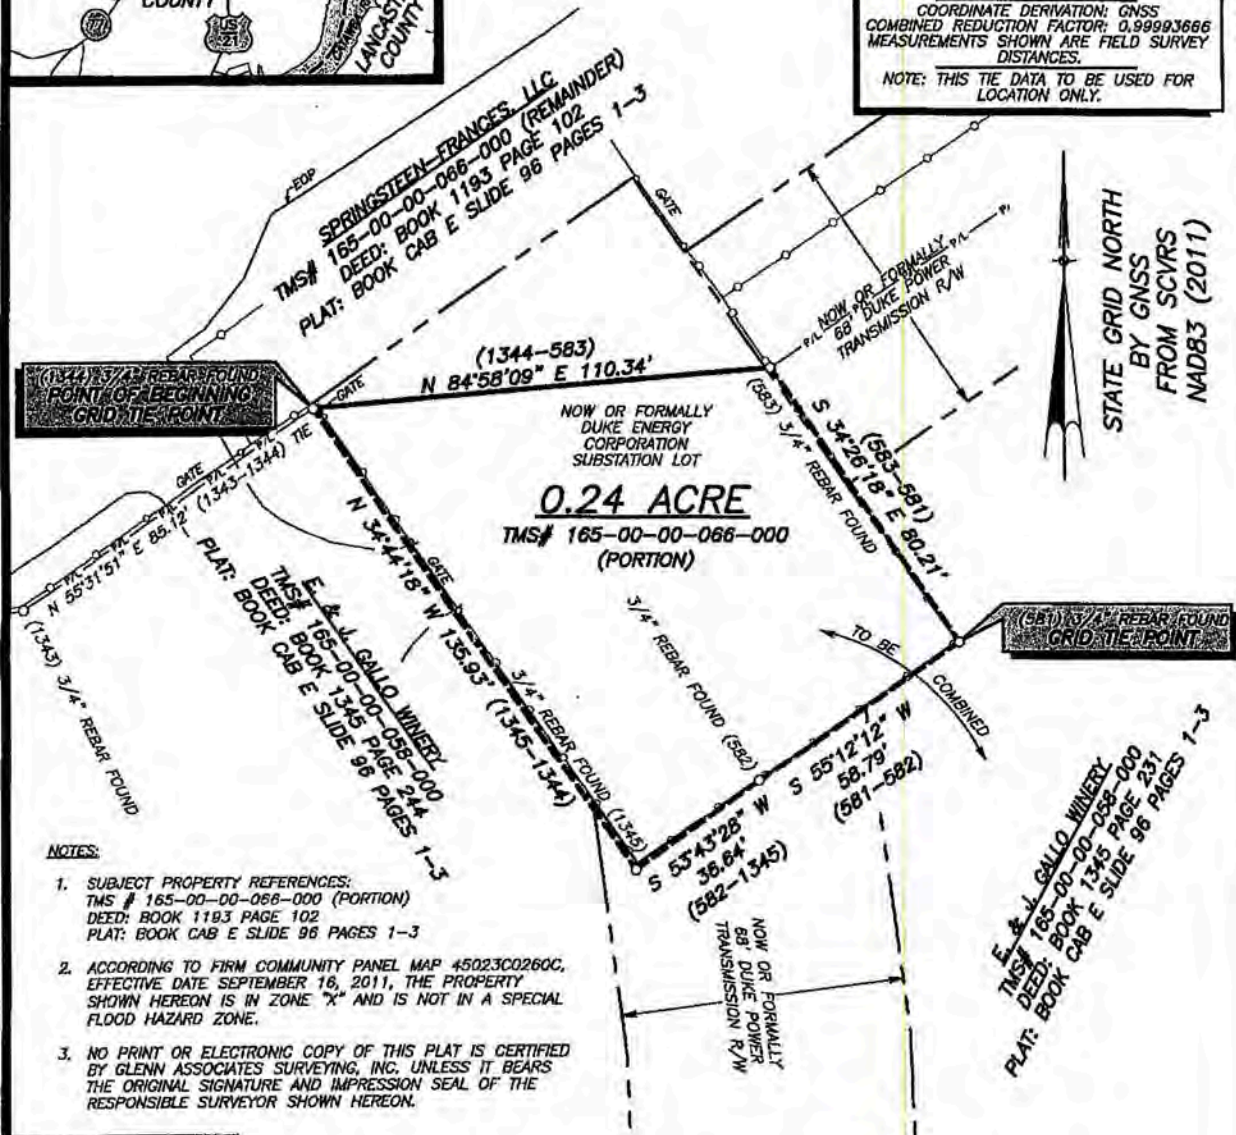 COUNTY
US
21
LANCASTER
COUNTY
COORDINATE DERIVATION: GNSS
COMBINED REDUCTION FACTOR: 0.99993686
MEASUREMENTS SHOWN ARE FIELD SURVEY
DISTANCES.
NOTE: THIS TIE DATA TO BE USED FOR
LOCATION ONLY.
EOP
SPRINGSTEEN-FRANCES, LLC
TMS# 165-00-00-066-000 (REMAINDER)
DEED: BOOK 1193 PAGE 102
PLAT: BOOK CAB E SLIDE 96 PAGES 1-3
GATE
P/L NOW OR FORMALLY P/L
68' DUKE POWER
TRANSMISSION R/W
STATE GRID NORTH
BY GNSS
FROM SCVRS
NAD83 (2011)
(1344) 3/4" REBAR FOUND
POINT OF BEGINNING
GRID TIE POINT
(1344-583)
N 84°58'09" E 110.34'
GATE
NOW OR FORMALLY
DUKE ENERGY
CORPORATION
SUBSTATION LOT
0.24 ACRE
TMS# 165-00-00-066-000
(PORTION)
(583) 3/4" REBAR FOUND
(583-581)
S 34°26'18" E 80.21'
GATE
P/L
P/L
P/L
(1343-1344) TIE
N 55°31'51" E 85.12'
(1343) 3/4" REBAR FOUND
N 34°44'18" W 135.93' (1345-1344)
GATE
3/4" REBAR FOUND (1345)
E. & J. GALLO WINERY
TMS# 165-00-00-058-000
DEED: BOOK 1345 PAGE 244
PLAT: BOOK CAB E SLIDE 96 PAGES 1-3
3/4" REBAR FOUND (582)
TO BE
COMBINED
(581) 3/4" REBAR FOUND
GRID TIE POINT
S 55°12'12" W
58.79'
(581-582)
S 53°43'28" W
36.64'
(582-1345)
E. & J. GALLO WINERY
TMS# 165-00-00-058-000
DEED: BOOK 1345 PAGE 231
PLAT: BOOK CAB E SLIDE 96 PAGES 1-3
NOW OR FORMALLY
68' DUKE POWER
TRANSMISSION R/W
NOTES:
1. SUBJECT PROPERTY REFERENCES:
TMS # 165-00-00-066-000 (PORTION)
DEED: BOOK 1193 PAGE 102
PLAT: BOOK CAB E SLIDE 96 PAGES 1-3
2. ACCORDING TO FIRM COMMUNITY PANEL MAP 45023C0260C,
EFFECTIVE DATE SEPTEMBER 16, 2011, THE PROPERTY
SHOWN HEREON IS IN ZONE "X" AND IS NOT IN A SPECIAL
FLOOD HAZARD ZONE.
3. NO PRINT OR ELECTRONIC COPY OF THIS PLAT IS CERTIFIED
BY GLENN ASSOCIATES SURVEYING, INC. UNLESS IT BEARS
THE ORIGINAL SIGNATURE AND IMPRESSION SEAL OF THE
RESPONSIBLE SURVEYOR SHOWN HEREON.